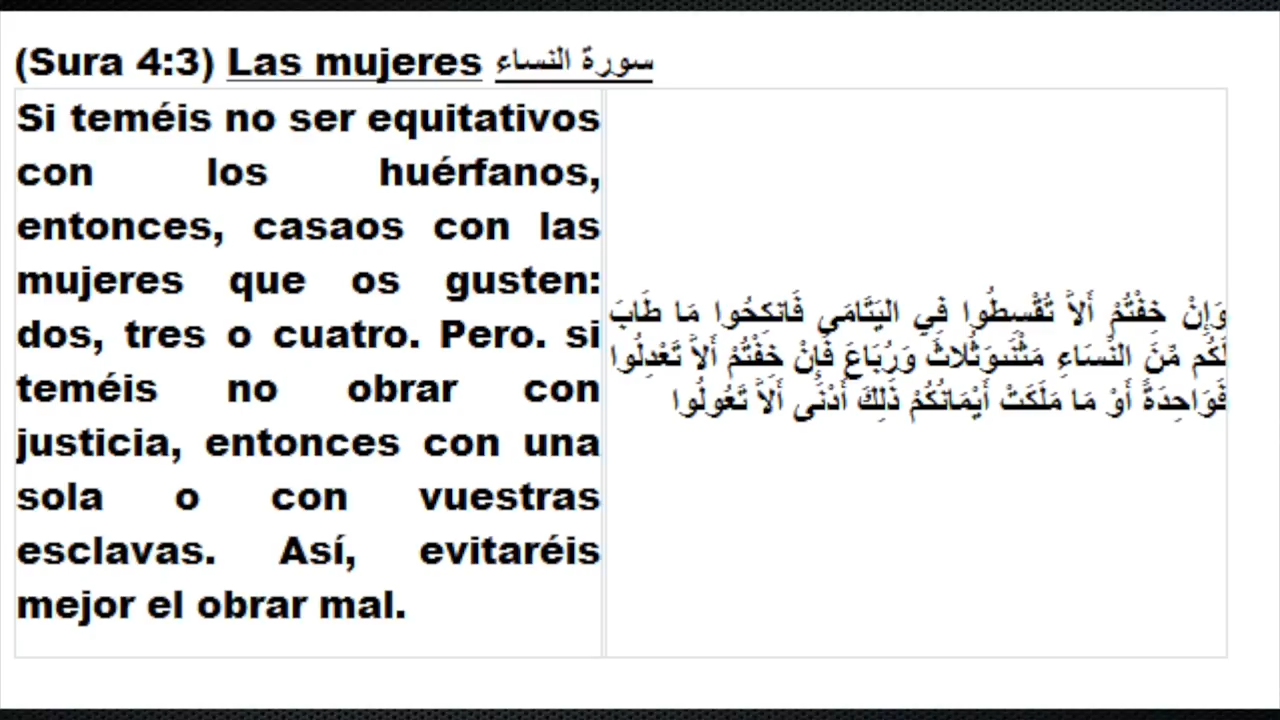 (Sura 4:3) Las mujeres سورة النساء
Si teméis no ser equitativos
con los huérfanos,
entonces, casaos con las
mujeres que os gusten:
dos, tres o cuatro. Pero. si
teméis no obrar con
justicia, entonces con una
sola o con vuestras
esclavas. Así, evitaréis
mejor el obrar mal.
وَإِنْ خِفْتُمْ أَلاَّ تُقْسِطُوا فِي اليَتَامَى فَانكِحُوا مَا طَابَ
لَكُم مِّنَ النِّسَاءِ مَثْنَىوَثُلاثَ وَرُبَاعَ فَإِنْ خِفْتُمْ أَلاَّ تَعْدِلُوا
فَوَاحِدَةً أَوْ مَا مَلَكَتْ أَيْمَانُكُمْ ذَلِكَ أَدْنَى أَلاَّ تَعُولُوا